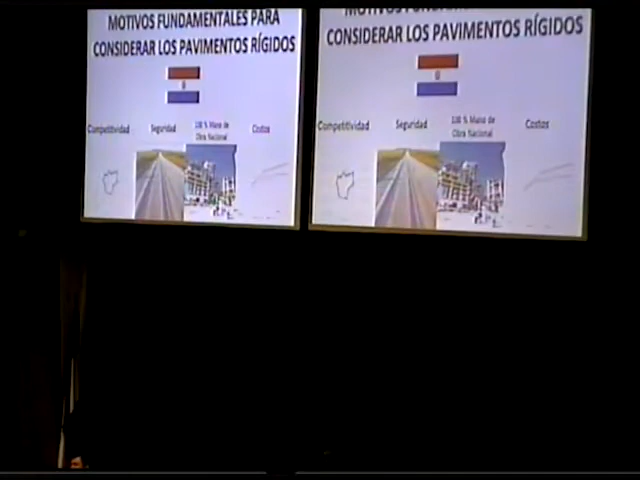 MOTIVOS FUNDAMENTALES PARA
CONSIDERAR LOS PAVIMENTOS RÍGIDOS
Competitividad
Seguridad
100 % Mano de
Obra Nacional
Costos
CONSIDERAR LOS PAVIMENTOS RÍGIDOS
Competitividad
Seguridad
100 % Mano de
Obra Nacional
Costos